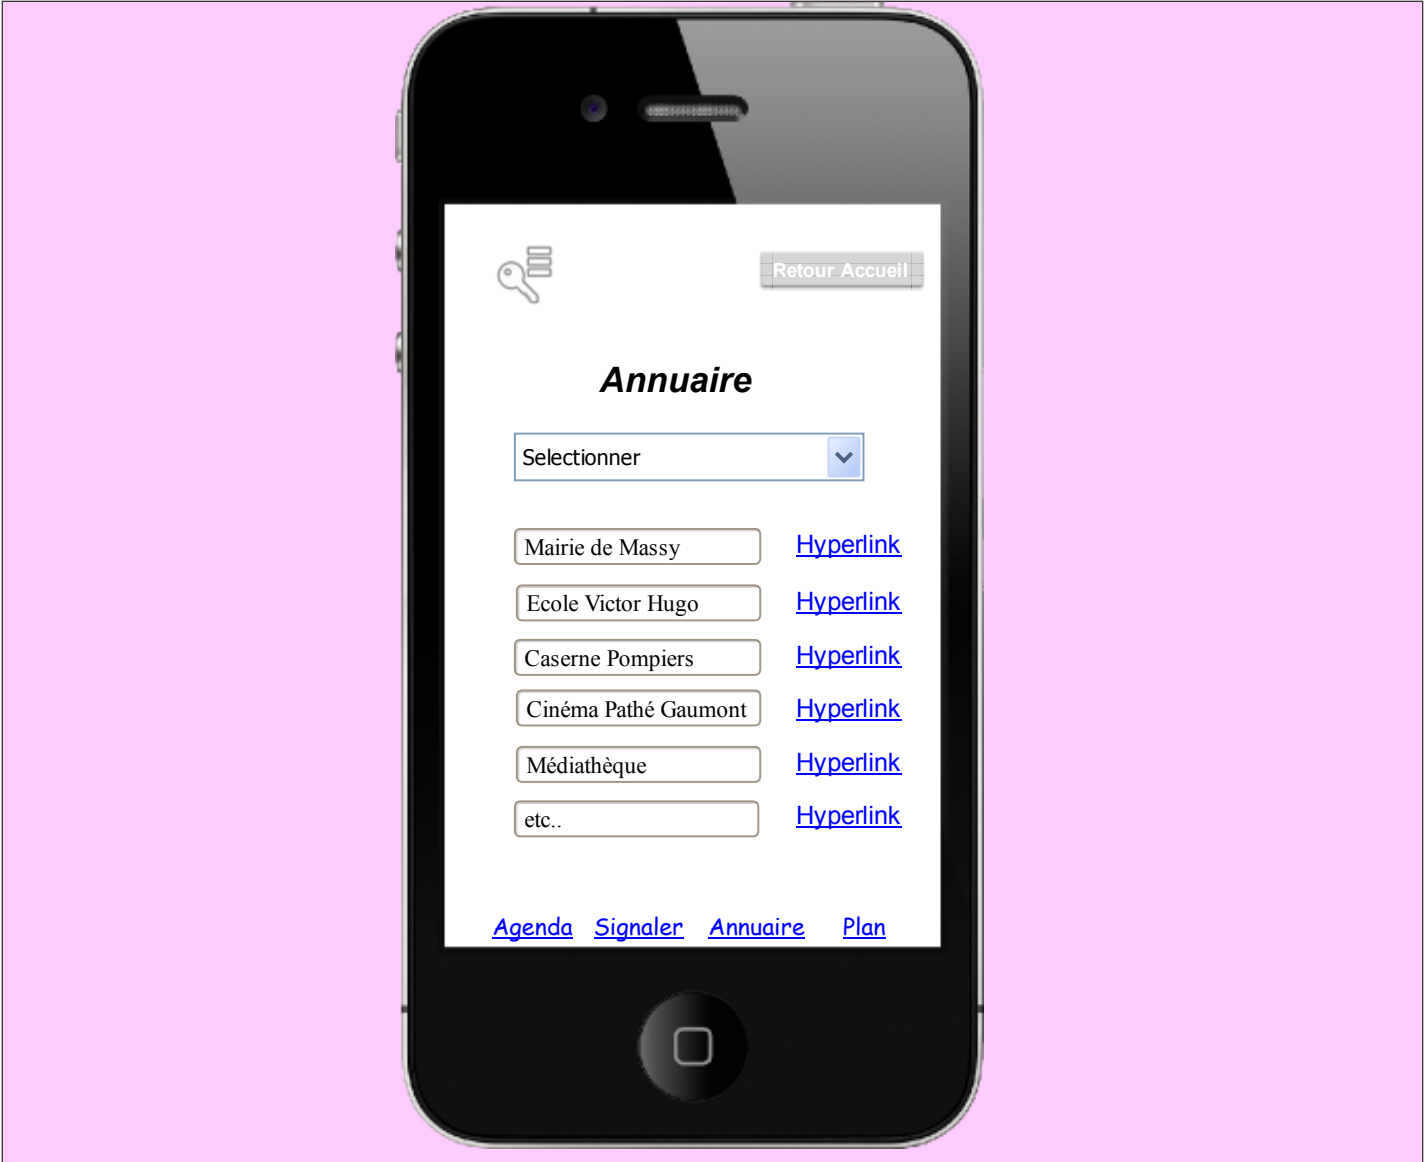 Retour Accueil
Annuaire
Selectionner
Mairie de Massy Hyperlink
Ecole Victor Hugo Hyperlink
Caserne Pompiers Hyperlink
Cinéma Pathé Gaumont Hyperlink
Médiathèque Hyperlink
etc.. Hyperlink
Agenda Signaler Annuaire Plan